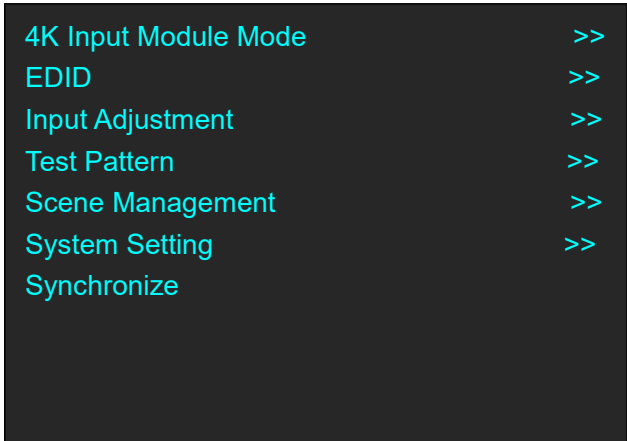 4K Input Module Mode >>
EDID >>
Input Adjustment >>
Test Pattern >>
Scene Management >>
System Setting >>
Synchronize